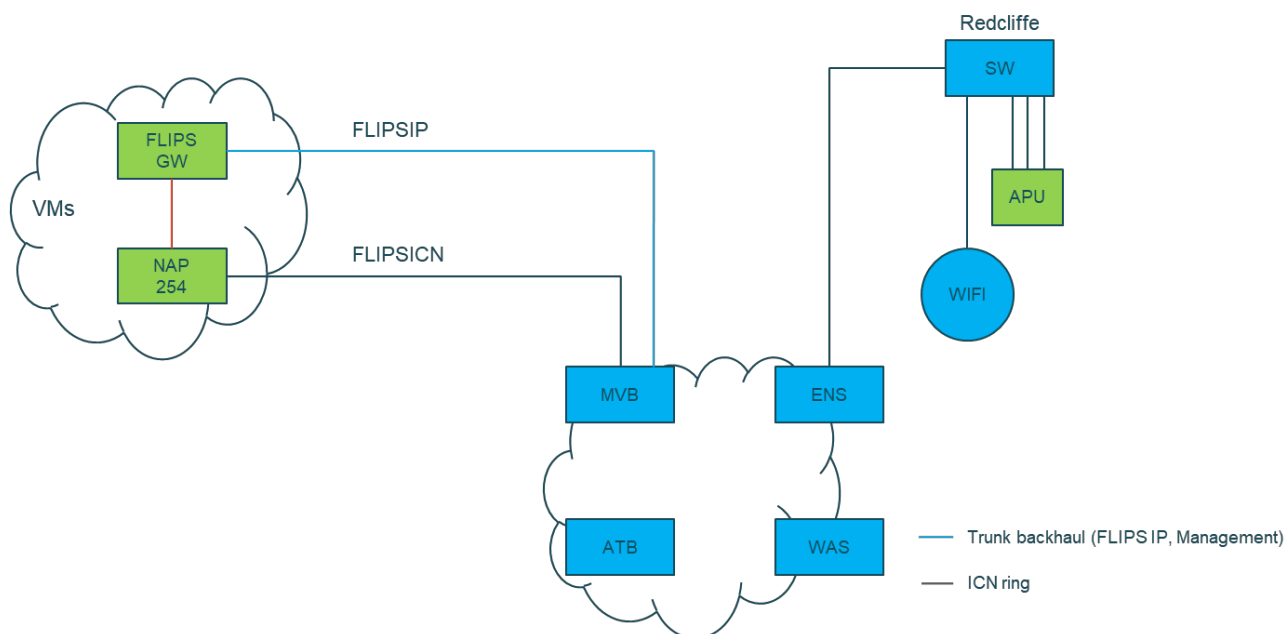 Redcliffe
SW
FLIPS
GW
FLIPSIP
VMs
APU
NAP
254
FLIPSICN
WIFI
MVB
ENS
ATB
WAS
Trunk backhaul (FLIPS IP, Management)
ICN ring